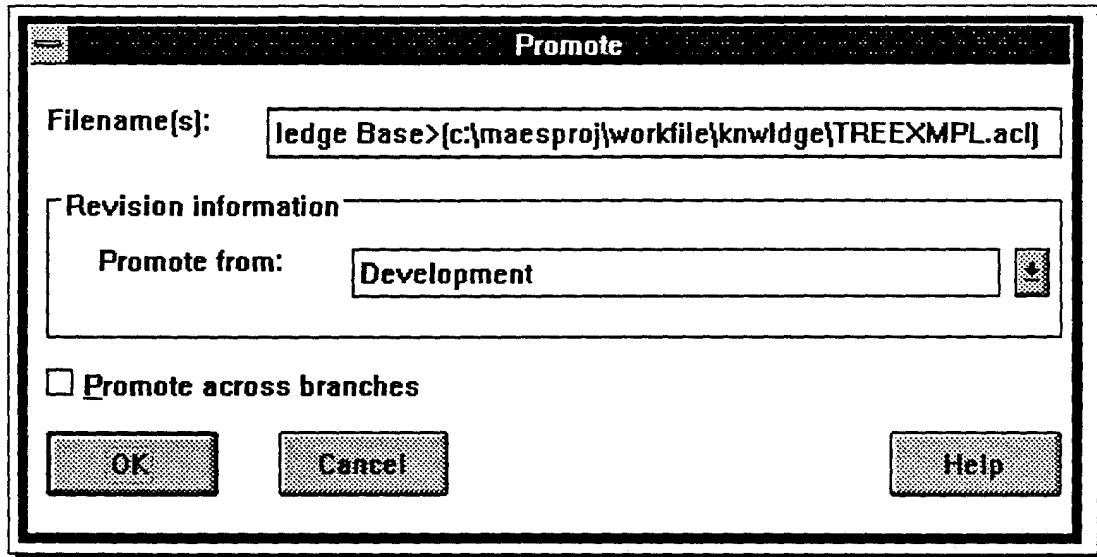 Promote
Filename(s):
ledge Base>(c:\maesproj\workfile\knwldge\TREEXMPL.acl)
Revision information
Promote from:
Development
Promote across branches
OK
Cancel
Help